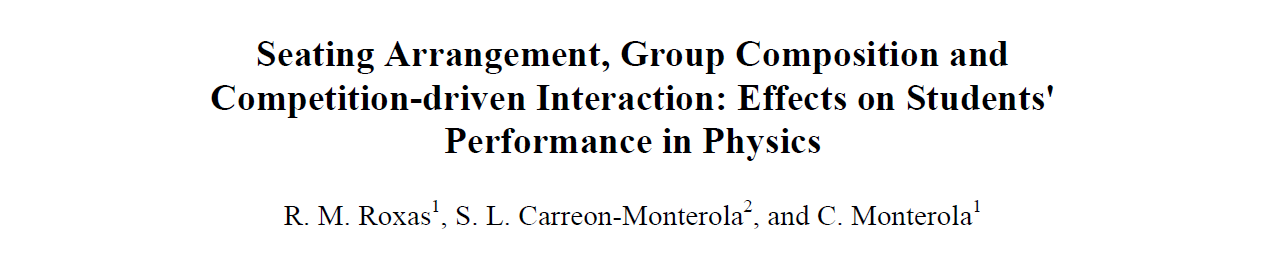 Seating Arrangement, Group Composition and
Competition-driven Interaction: Effects on Students'
Performance in Physics
R. M. Roxas¹, S. L. Carreon-Monterola², and C. Monterola¹